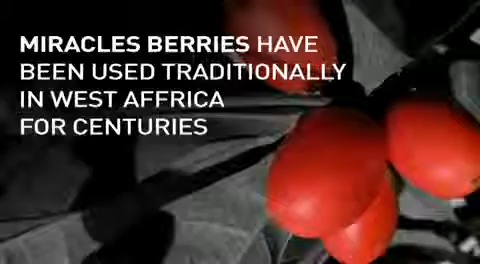 MIRACLES BERRIES HAVE
BEEN USED TRADITIONALLY
IN WEST AFFRICA
FOR CENTURIES